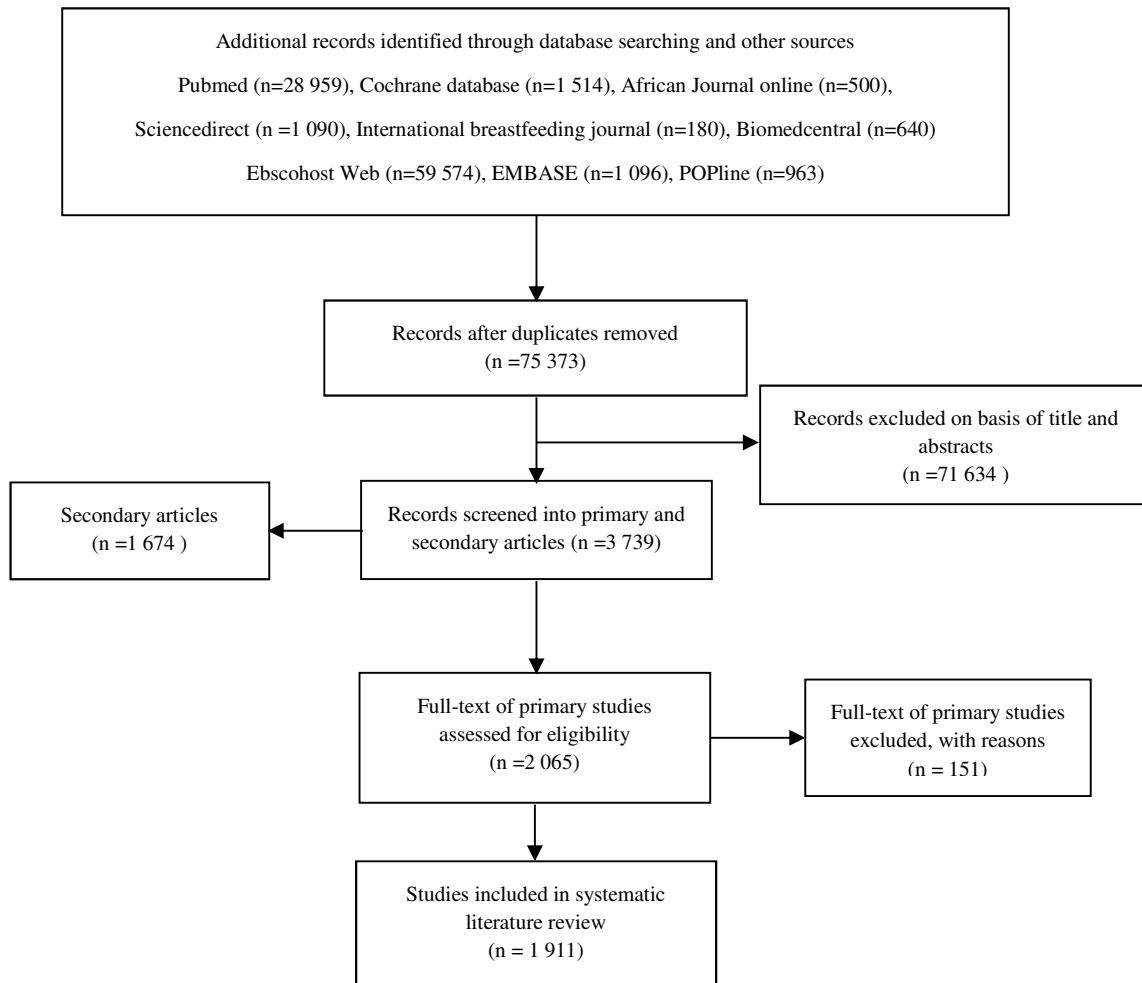 Additional records identified through database searching and other sources
Pubmed (n=28 959), Cochrane database (n=1 514), African Journal online (n=500),
Sciencedirect (n =1 090), International breastfeeding journal (n=180), Biomedcentral (n=640)
Ebscohost Web (n=59 574), EMBASE (n=1 096), POPline (n=963)
Records after duplicates removed
(n =75 373)
Records excluded on basis of title and
abstracts
(n =71 634 )
Secondary articles
(n =1 674 )
Records screened into primary and
secondary articles (n =3 739)
Full-text of primary studies
assessed for eligibility
(n =2 065)
Full-text of primary studies
excluded, with reasons
(n = 151)
Studies included in systematic
literature review
(n = 1 911)